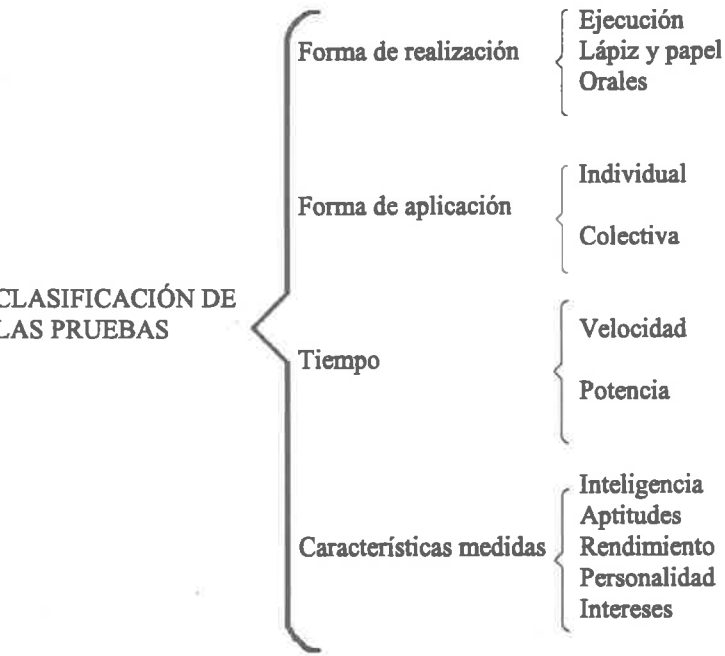 CLASIFICACIÓN DE
LAS PRUEBAS
Forma de realización
Ejecución
Lápiz y papel
Orales
Forma de aplicación
Individual
Colectiva
Tiempo
Velocidad
Potencia
Características medidas
Inteligencia
Aptitudes
Rendimiento
Personalidad
Intereses